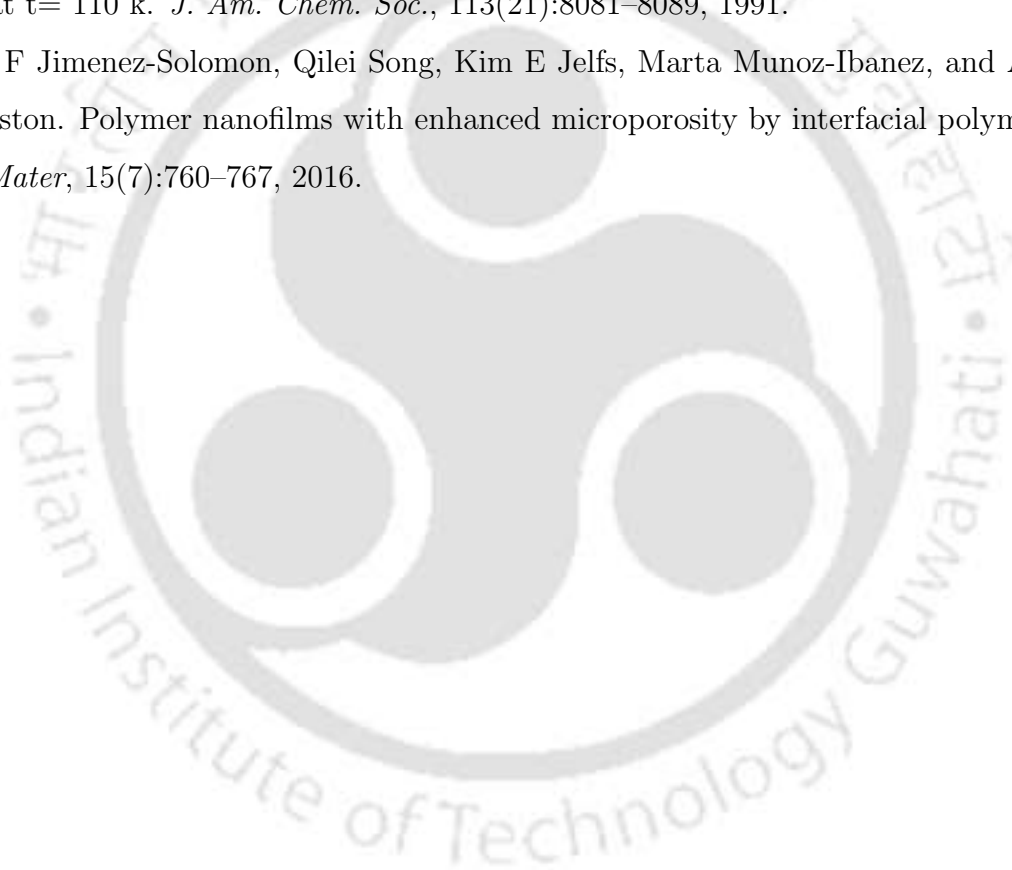 t t= 110 k. J. Am. Chem. Soc., 113(21):8081–8089, 1991.
F Jimenez-Solomon, Qilei Song, Kim E Jelfs, Marta Munoz-Ibanez, and
ston. Polymer nanofilms with enhanced microporosity by interfacial polym
Mater, 15(7):760–767, 2016.
• Indian Institute of Technology Guwahati •